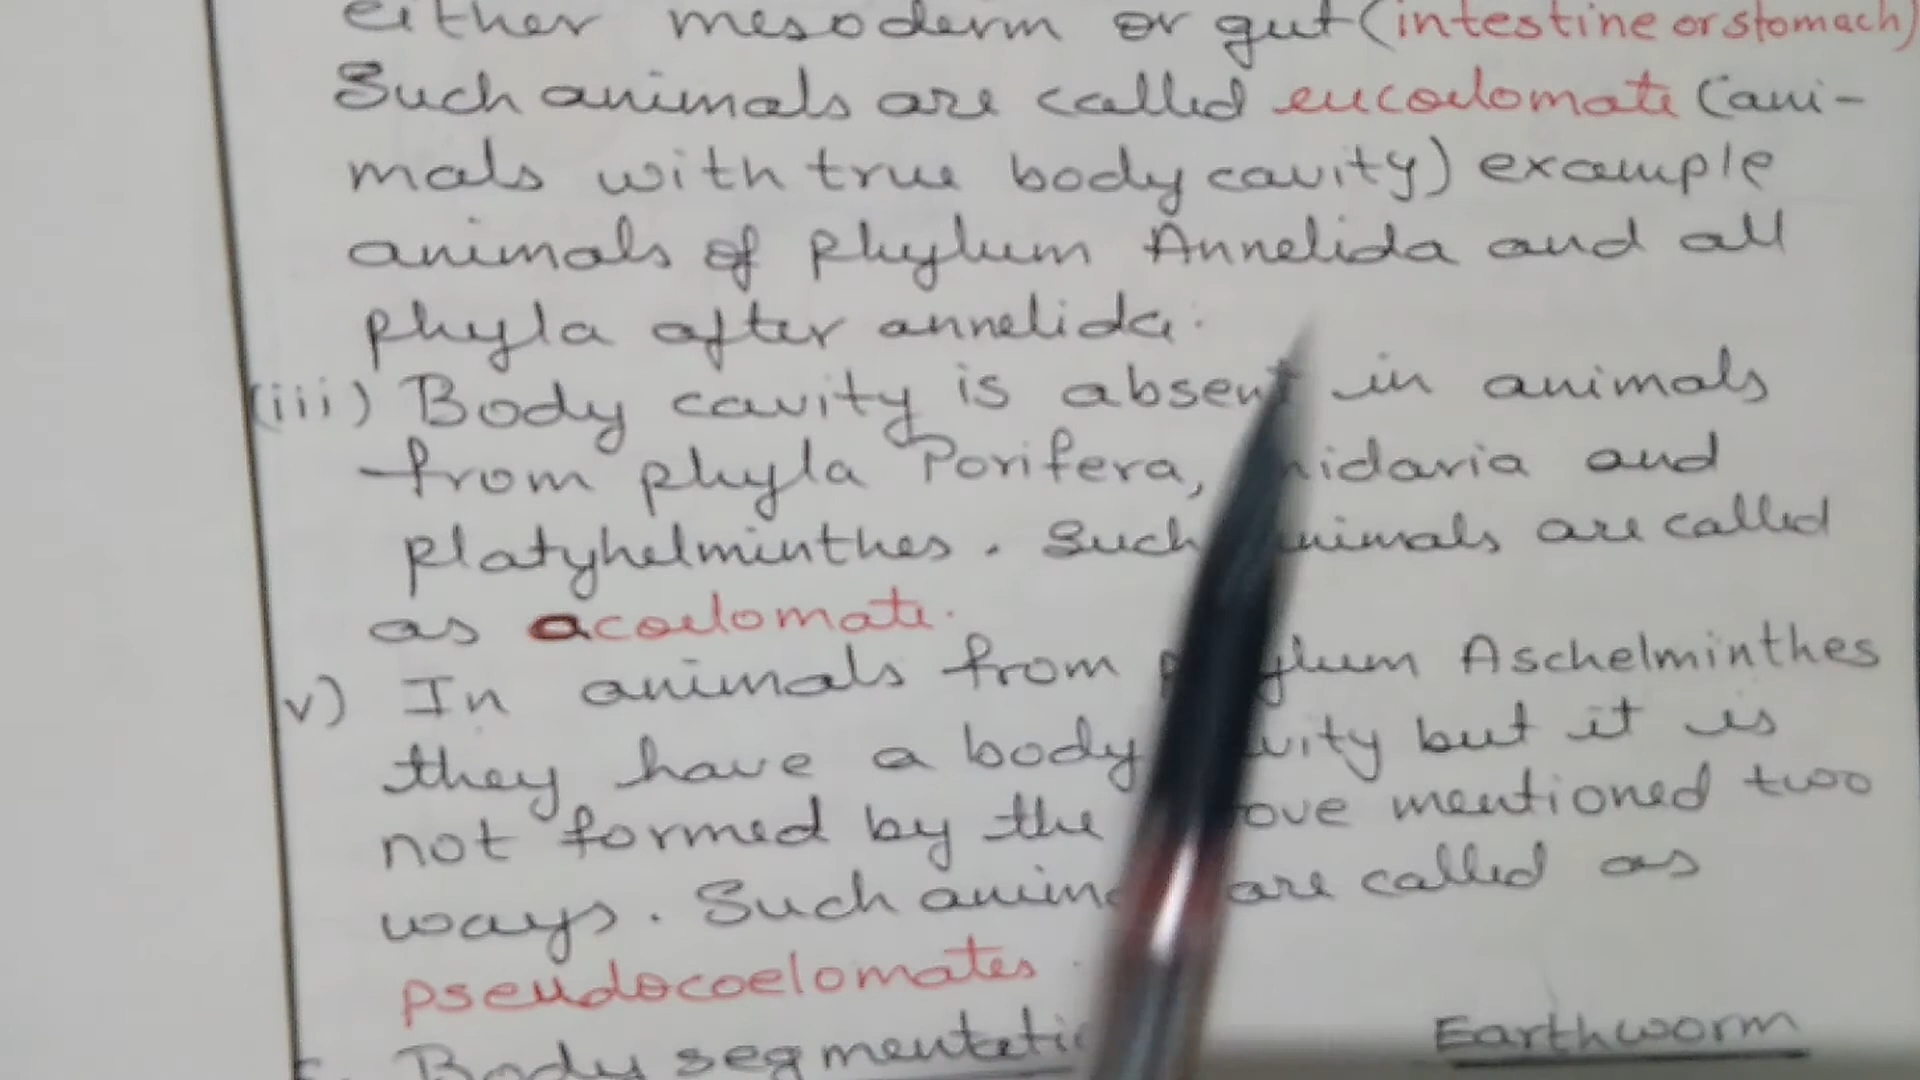 either mesoderm or gut (intestine or stomach)
Such animals are called eucoelomate (ani-
mals with true body cavity) example
animals of phylum Annelida and all
phyla after annelida.
(iii) Body cavity is absent in animals
from phyla Porifera, nidaria and
platyhelminthes. Such nimals are called
as acoelomate.
v) In animals from ylum Aschelminthes
they have a body vity but it is
not formed by the ove mentioned two
ways. Such anim are called as
pseudocoelomates.
Body segmentatio Earthworm